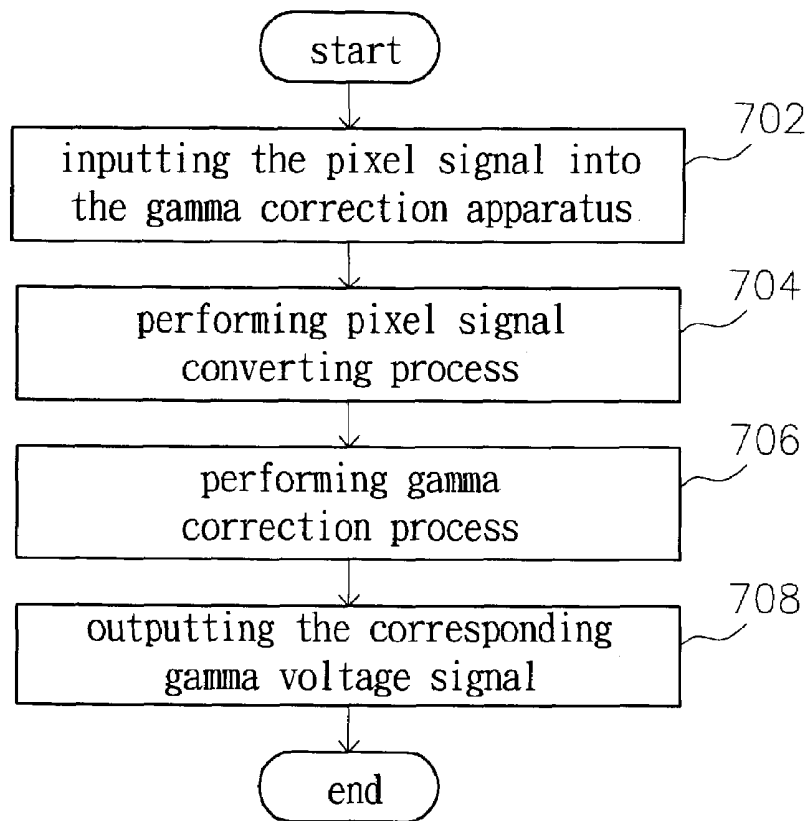 start
702
inputting the pixel signal into
the gamma correction apparatus
704
performing pixel signal
converting process
706
performing gamma
correction process
708
outputting the corresponding
gamma voltage signal
end